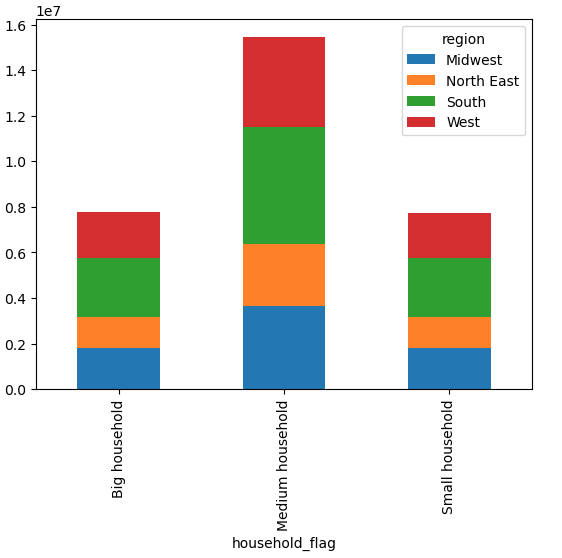 1e7
1.6
1.4
1.2
1.0
0.8
0.6
0.4
0.2
0.0
region
Midwest
North East
South
West
Big household
Medium household
Small household
household_flag